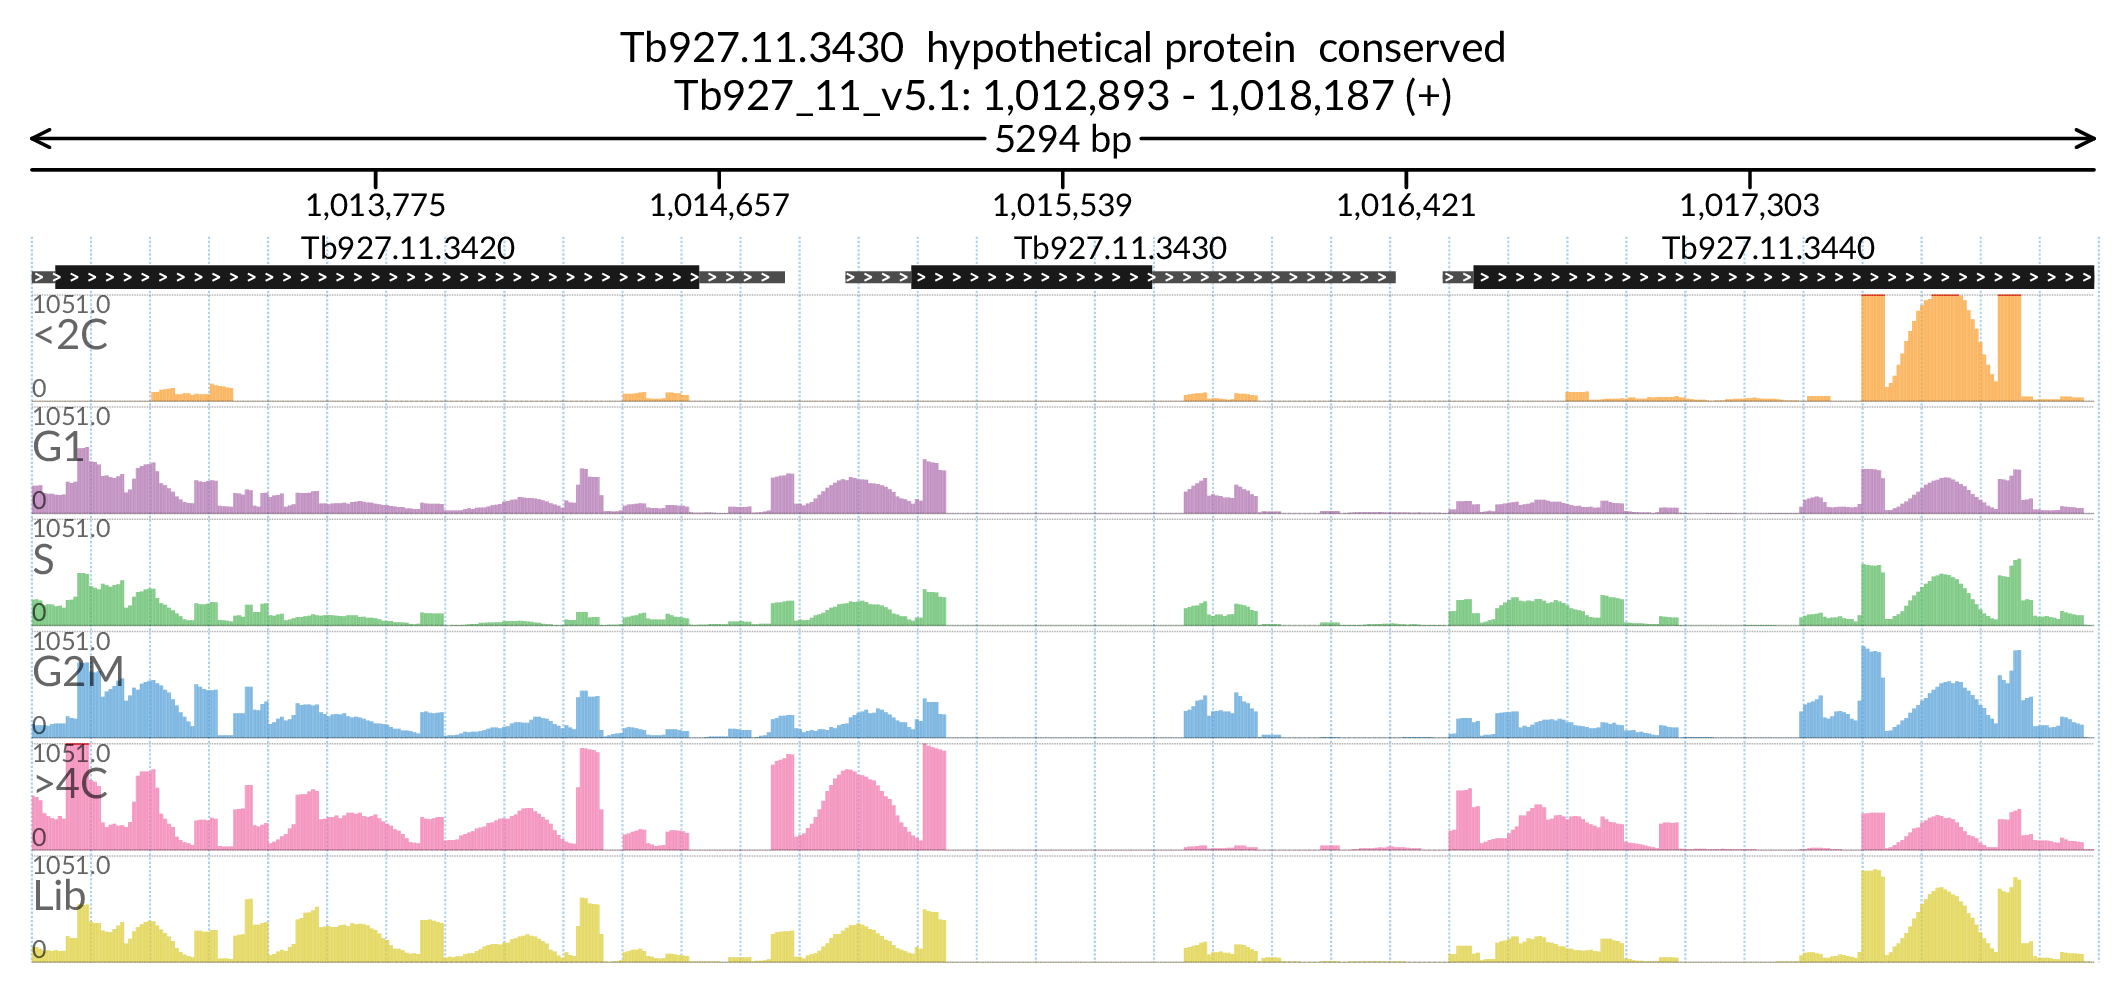 Tb927.11.3430 hypothetical protein conserved
Tb927_11_v5.1: 1,012,893 - 1,018,187 (+)
5294 bp
1,013,775 1,014,657 1,015,539 1,016,421 1,017,303
Tb927.11.3420 Tb927.11.3430 Tb927.11.3440
1051.0
<2C
0
1051.0
G1
0
1051.0
S
0
1051.0
G2M
0
1051.0
>4C
0
1051.0
Lib
0